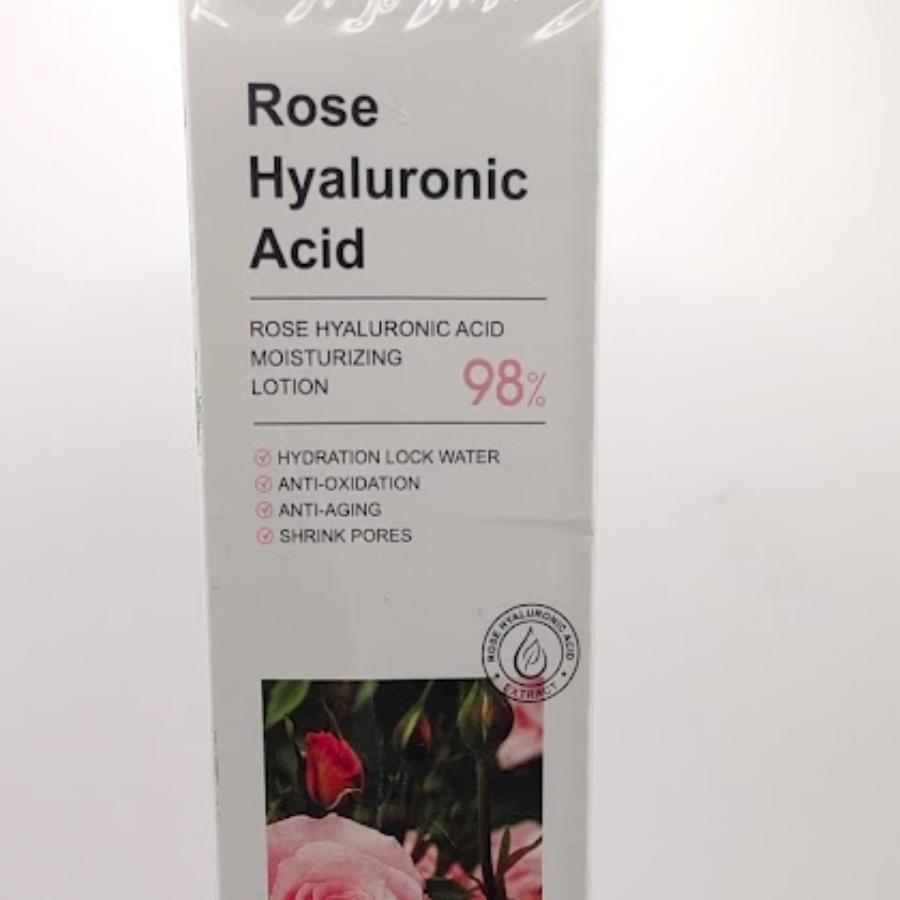 Rose
Hyaluronic
Acid
ROSE HYALURONIC ACID
MOISTURIZING
LOTION
98%
HYDRATION LOCK WATER
ANTI-OXIDATION
ANTI-AGING
SHRINK PORES
ROSE HYALURONIC ACID
EXTRACT